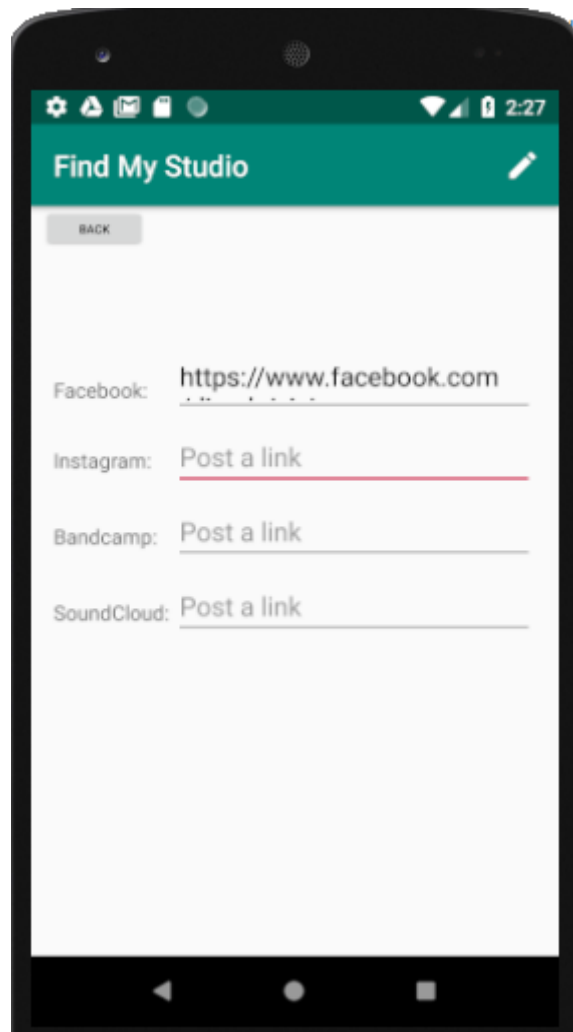 2:27
Find My Studio
BACK
Facebook: https://www.facebook.com
Instagram: Post a link
Bandcamp: Post a link
SoundCloud: Post a link